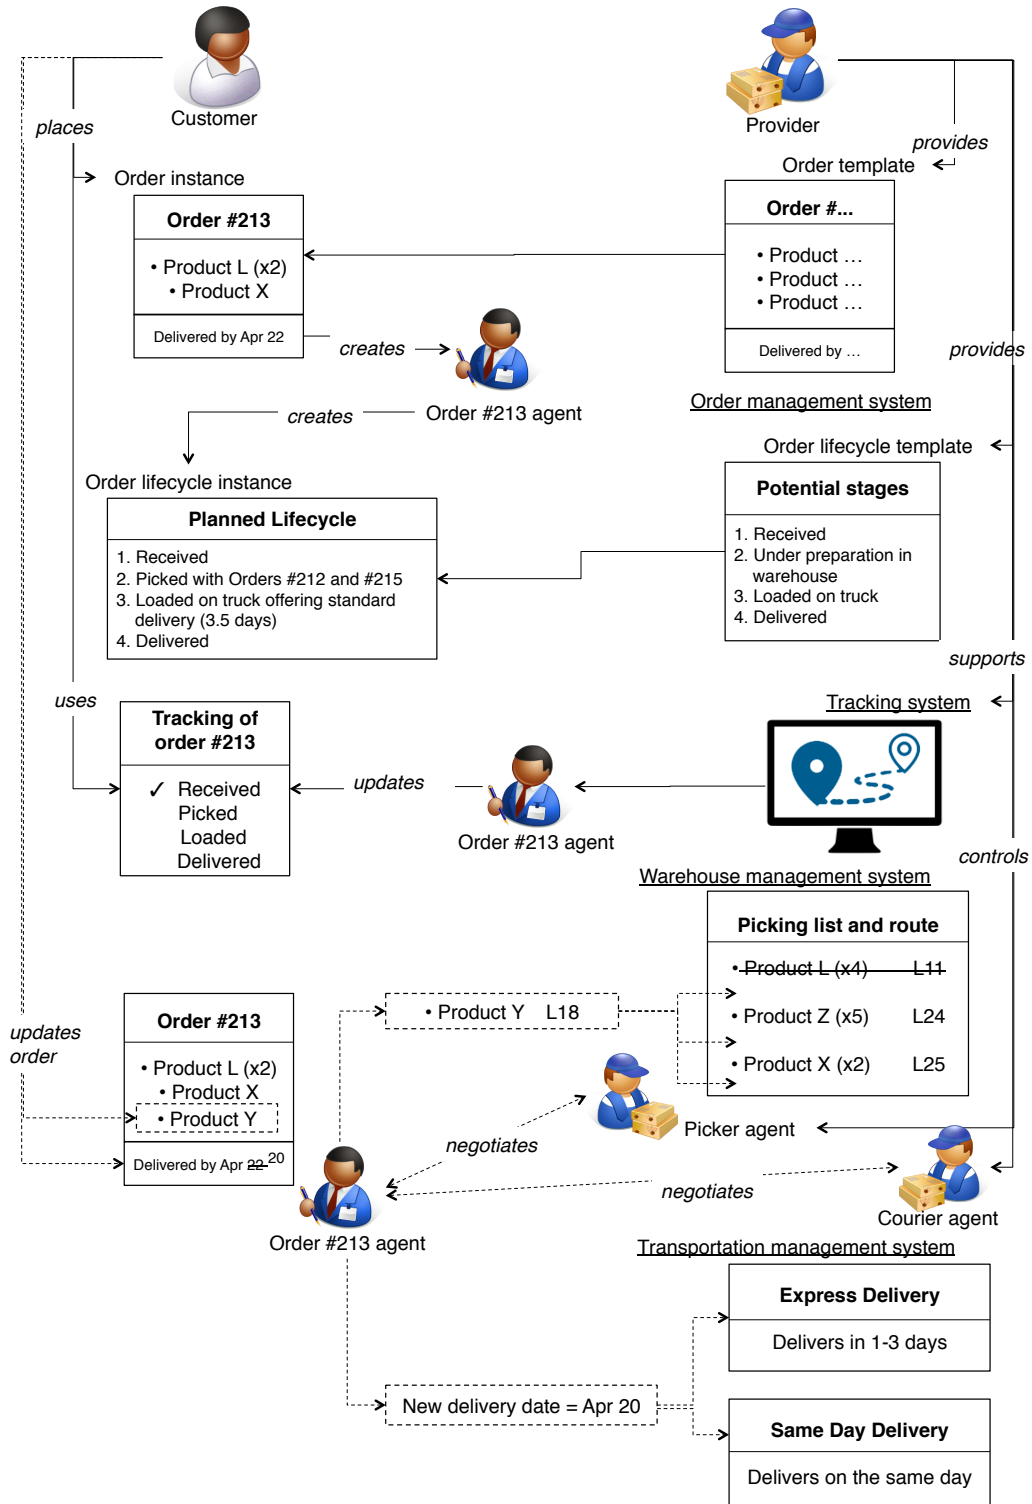 Customer
Provider
places
provides
Order instance
Order template
Order #213
• Product L (x2)
• Product X
Delivered by Apr 22
Order #...
• Product …
• Product …
• Product …
Delivered by …
creates
provides
Order #213 agent
Order management system
creates
Order lifecycle template
Order lifecycle instance
Planned Lifecycle
1. Received
2. Picked with Orders #212 and #215
3. Loaded on truck offering standard
delivery (3.5 days)
4. Delivered
Potential stages
1. Received
2. Under preparation in
warehouse
3. Loaded on truck
4. Delivered
supports
uses
Tracking system
Tracking of
order #213
✓ Received
Picked
Loaded
Delivered
updates
Order #213 agent
controls
Warehouse management system
Picking list and route
• Product L (x4) L11
• Product Z (x5) L24
• Product X (x2) L25
• Product Y L18
updates
order
Order #213
• Product L (x2)
• Product X
• Product Y
Delivered by Apr 22 20
negotiates
Picker agent
negotiates
Order #213 agent
Courier agent
Transportation management system
Express Delivery
Delivers in 1-3 days
New delivery date = Apr 20
Same Day Delivery
Delivers on the same day